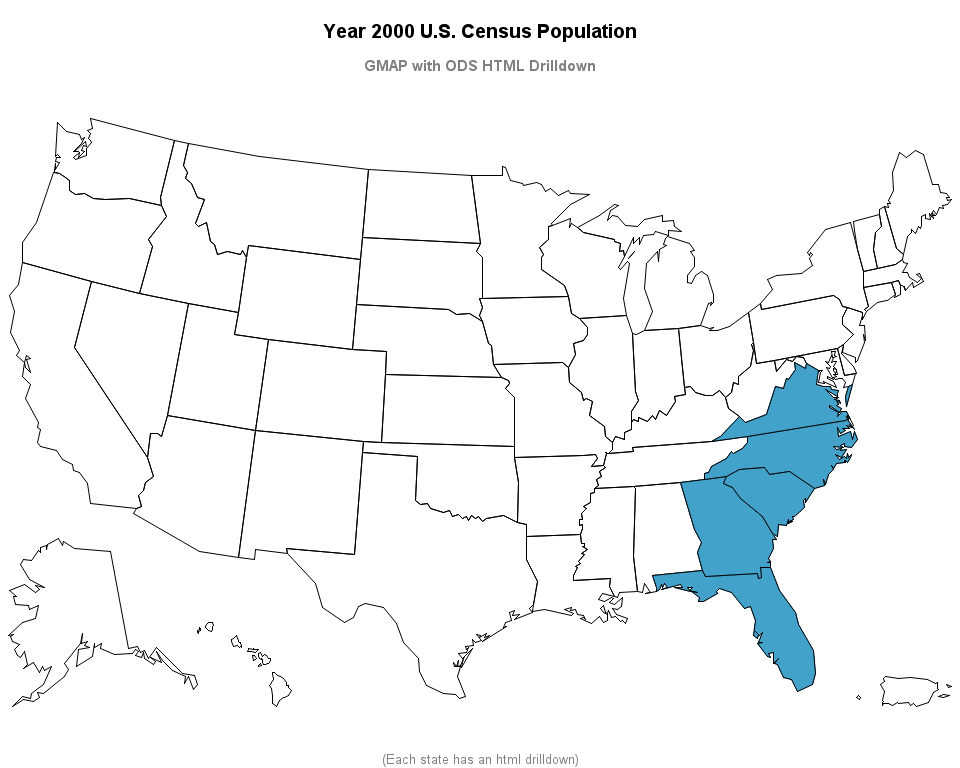 Year 2000 U.S. Census Population
GMAP with ODS HTML Drilldown
(Each state has an html drilldown)